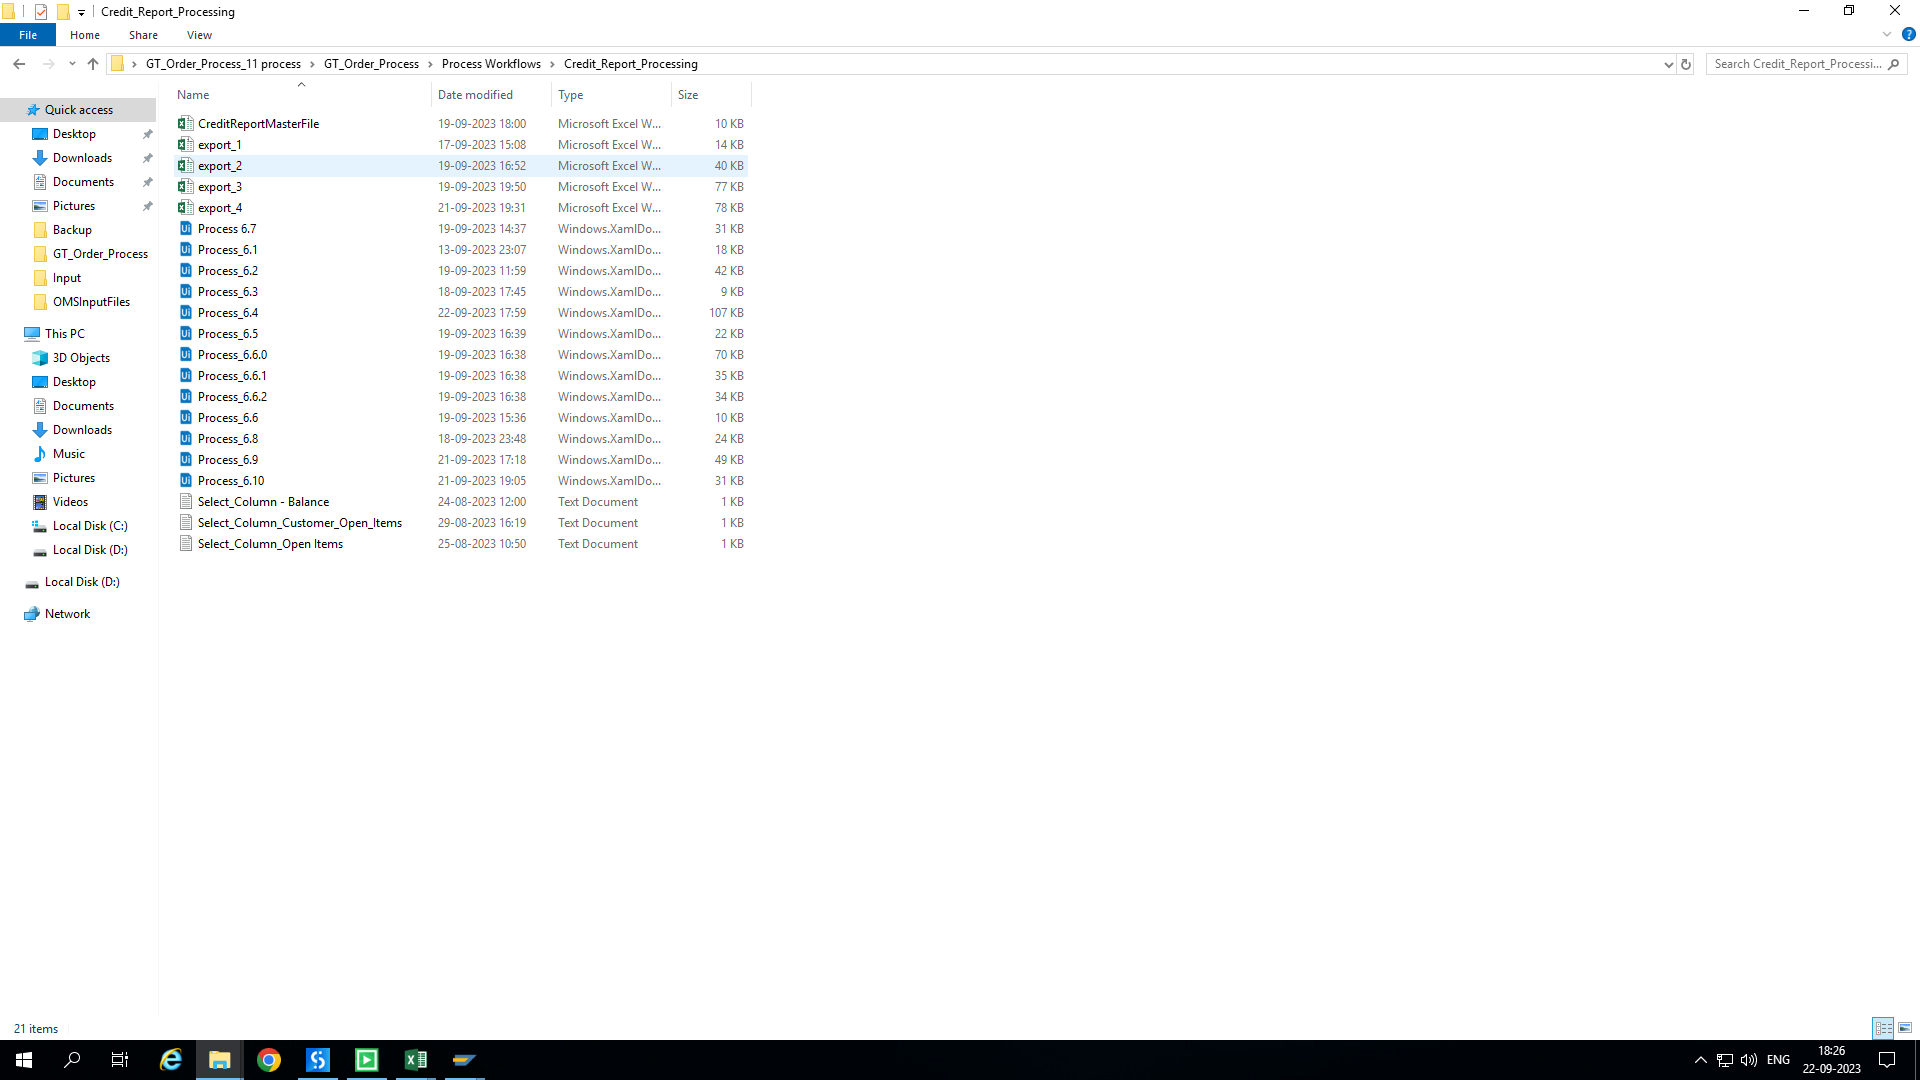 Credit_Report_Processing
File Home Share View
GT_Order_Process_11 process GT_Order_Process Process Workflows Credit_Report_Processing
Search Credit_Report_Processi...
Name Date modified Type Size
Quick access
Desktop
Downloads
Documents
Pictures
Backup
GT_Order_Process
Input
OMSInputFiles
This PC
3D Objects
Desktop
Documents
Downloads
Music
Pictures
Videos
Local Disk (C:)
Local Disk (D:)
Local Disk (D:)
Network
CreditReportMasterFile 19-09-2023 18:00 Microsoft Excel W... 10 KB
export_1 17-09-2023 15:08 Microsoft Excel W... 14 KB
export_2 19-09-2023 16:52 Microsoft Excel W... 40 KB
export_3 19-09-2023 19:50 Microsoft Excel W... 77 KB
export_4 21-09-2023 19:31 Microsoft Excel W... 78 KB
Process 6.7 19-09-2023 14:37 Windows.XamlDo... 31 KB
Process_6.1 13-09-2023 23:07 Windows.XamlDo... 18 KB
Process_6.2 19-09-2023 11:59 Windows.XamlDo... 42 KB
Process_6.3 18-09-2023 17:45 Windows.XamlDo... 9 KB
Process_6.4 22-09-2023 17:59 Windows.XamlDo... 107 KB
Process_6.5 19-09-2023 16:39 Windows.XamlDo... 22 KB
Process_6.6.0 19-09-2023 16:38 Windows.XamlDo... 70 KB
Process_6.6.1 19-09-2023 16:38 Windows.XamlDo... 35 KB
Process_6.6.2 19-09-2023 16:38 Windows.XamlDo... 34 KB
Process_6.6 19-09-2023 15:36 Windows.XamlDo... 10 KB
Process_6.8 18-09-2023 23:48 Windows.XamlDo... 24 KB
Process_6.9 21-09-2023 17:18 Windows.XamlDo... 49 KB
Process_6.10 21-09-2023 19:05 Windows.XamlDo... 31 KB
Select_Column - Balance 24-08-2023 12:00 Text Document 1 KB
Select_Column_Customer_Open_Items 29-08-2023 16:19 Text Document 1 KB
Select_Column_Open Items 25-08-2023 10:50 Text Document 1 KB
21 items
ENG
18:26
22-09-2023